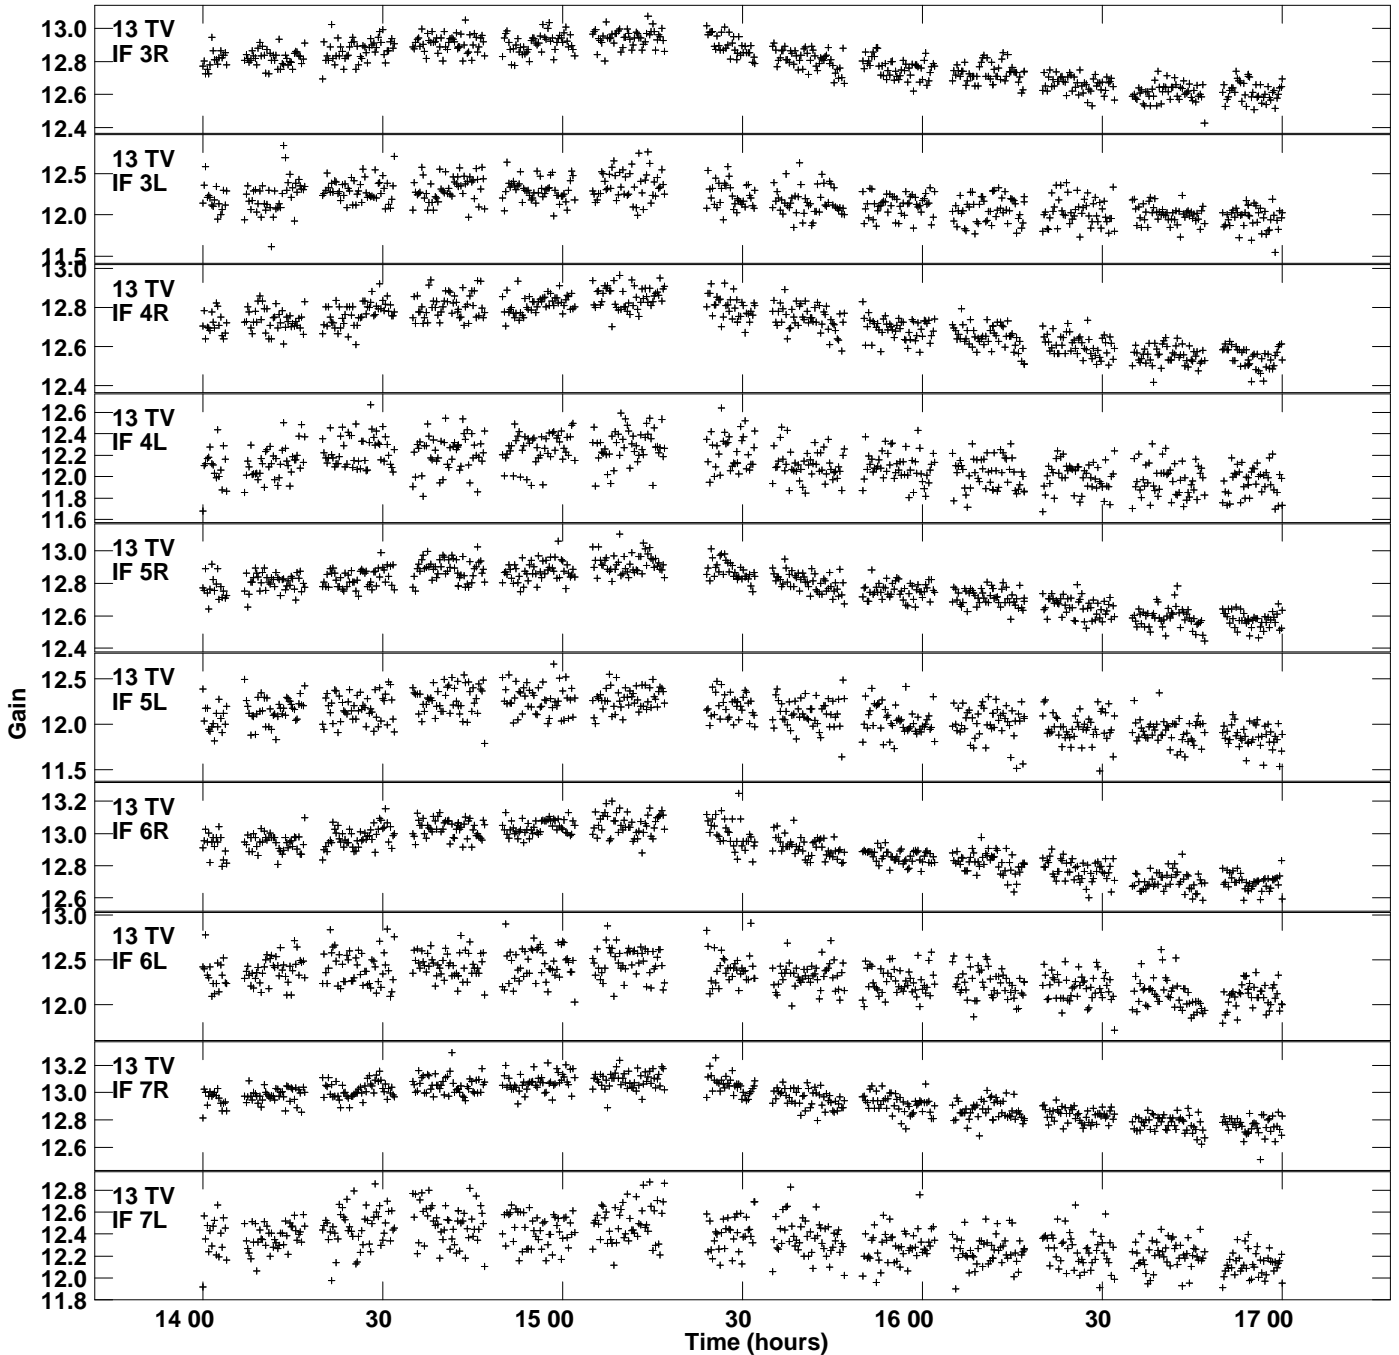 13.0
12.8
12.6
12.4
13 TV
IF 3R
12.5
12.0
11.5
13 TV
IF 3L
13.0
12.8
12.6
12.4
13 TV
IF 4R
12.6
12.4
12.2
12.0
11.8
11.6
13 TV
IF 4L
13.0
12.8
12.6
12.4
13 TV
IF 5R
12.5
12.0
11.5
13 TV
IF 5L
13.2
13.0
12.8
12.6
13 TV
IF 6R
13.0
12.5
12.0
13 TV
IF 6L
13.2
13.0
12.8
12.6
13 TV
IF 7R
12.8
12.6
12.4
12.2
12.0
11.8
13 TV
IF 7L
Gain
14 00 30 15 00 30 16 00 30 17 00
Time (hours)